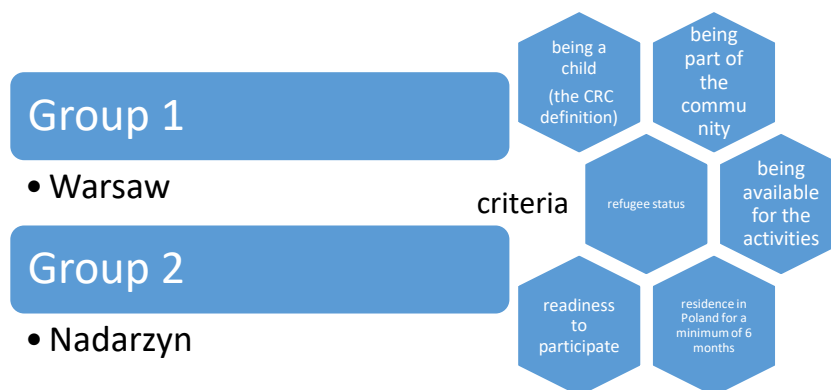 Group 1
• Warsaw
Group 2
• Nadarzyn
criteria
being a
child
(the CRC
definition)
being
part of
the
commu
nity
refugee status
being
available
for the
activities
readiness
to
participate
residence in
Poland for a
minimum of 6
months